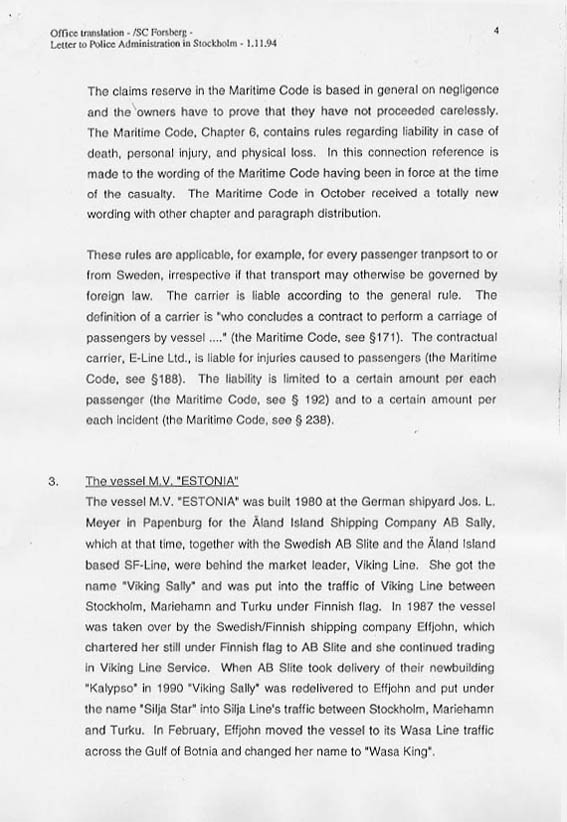 Office translation - /SC Forsberg -
Letter to Police Administration in Stockholm - 1.11.94
4
The claims reserve in the Maritime Code is based in general on negligence
and the owners have to prove that they have not proceeded carelessly.
The Maritime Code, Chapter 6, contains rules regarding liability in case of
death, personal injury, and physical loss. In this connection reference is
made to the wording of the Maritime Code having been in force at the time
of the casualty. The Maritime Code in October received a totally new
wording with other chapter and paragraph distribution.
These rules are applicable, for example, for every passenger tranpsort to or
from Sweden, irrespective if that transport may otherwise be governed by
foreign law. The carrier is liable according to the general rule. The
definition of a carrier is "who concludes a contract to perform a carriage of
passengers by vessel ...." (the Maritime Code, see §171). The contractual
carrier, E-Line Ltd., is liable for injuries caused to passengers (the Maritime
Code, see §188). The liability is limited to a certain amount per each
passenger (the Maritime Code, see § 192) and to a certain amount per
each incident (the Maritime Code, see § 238).
3. The vessel M.V. "ESTONIA"
The vessel M.V. "ESTONIA" was built 1980 at the German shipyard Jos. L.
Meyer in Papenburg for the Åland Island Shipping Company AB Sally,
which at that time, together with the Swedish AB Slite and the Åland Island
based SF-Line, were behind the market leader, Viking Line. She got the
name "Viking Sally" and was put into the traffic of Viking Line between
Stockholm, Mariehamn and Turku under Finnish flag. In 1987 the vessel
was taken over by the Swedish/Finnish shipping company Effjohn, which
chartered her still under Finnish flag to AB Slite and she continued trading
in Viking Line Service. When AB Slite took delivery of their newbuilding
"Kalypso" in 1990 "Viking Sally" was redelivered to Effjohn and put under
the name "Silja Star" into Silja Line's traffic between Stockholm, Mariehamn
and Turku. In February, Effjohn moved the vessel to its Wasa Line traffic
across the Gulf of Botnia and changed her name to "Wasa King".